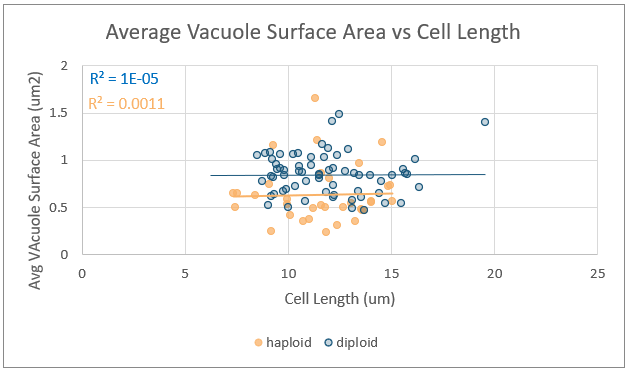 Average Vacuole Surface Area vs Cell Length
R² = 1E-05
R² = 0.0011
Avg VAcuole Surface Area (um2)
2
1.5
1
0.5
0
0 5 10 15 20 25
Cell Length (um)
haploid diploid